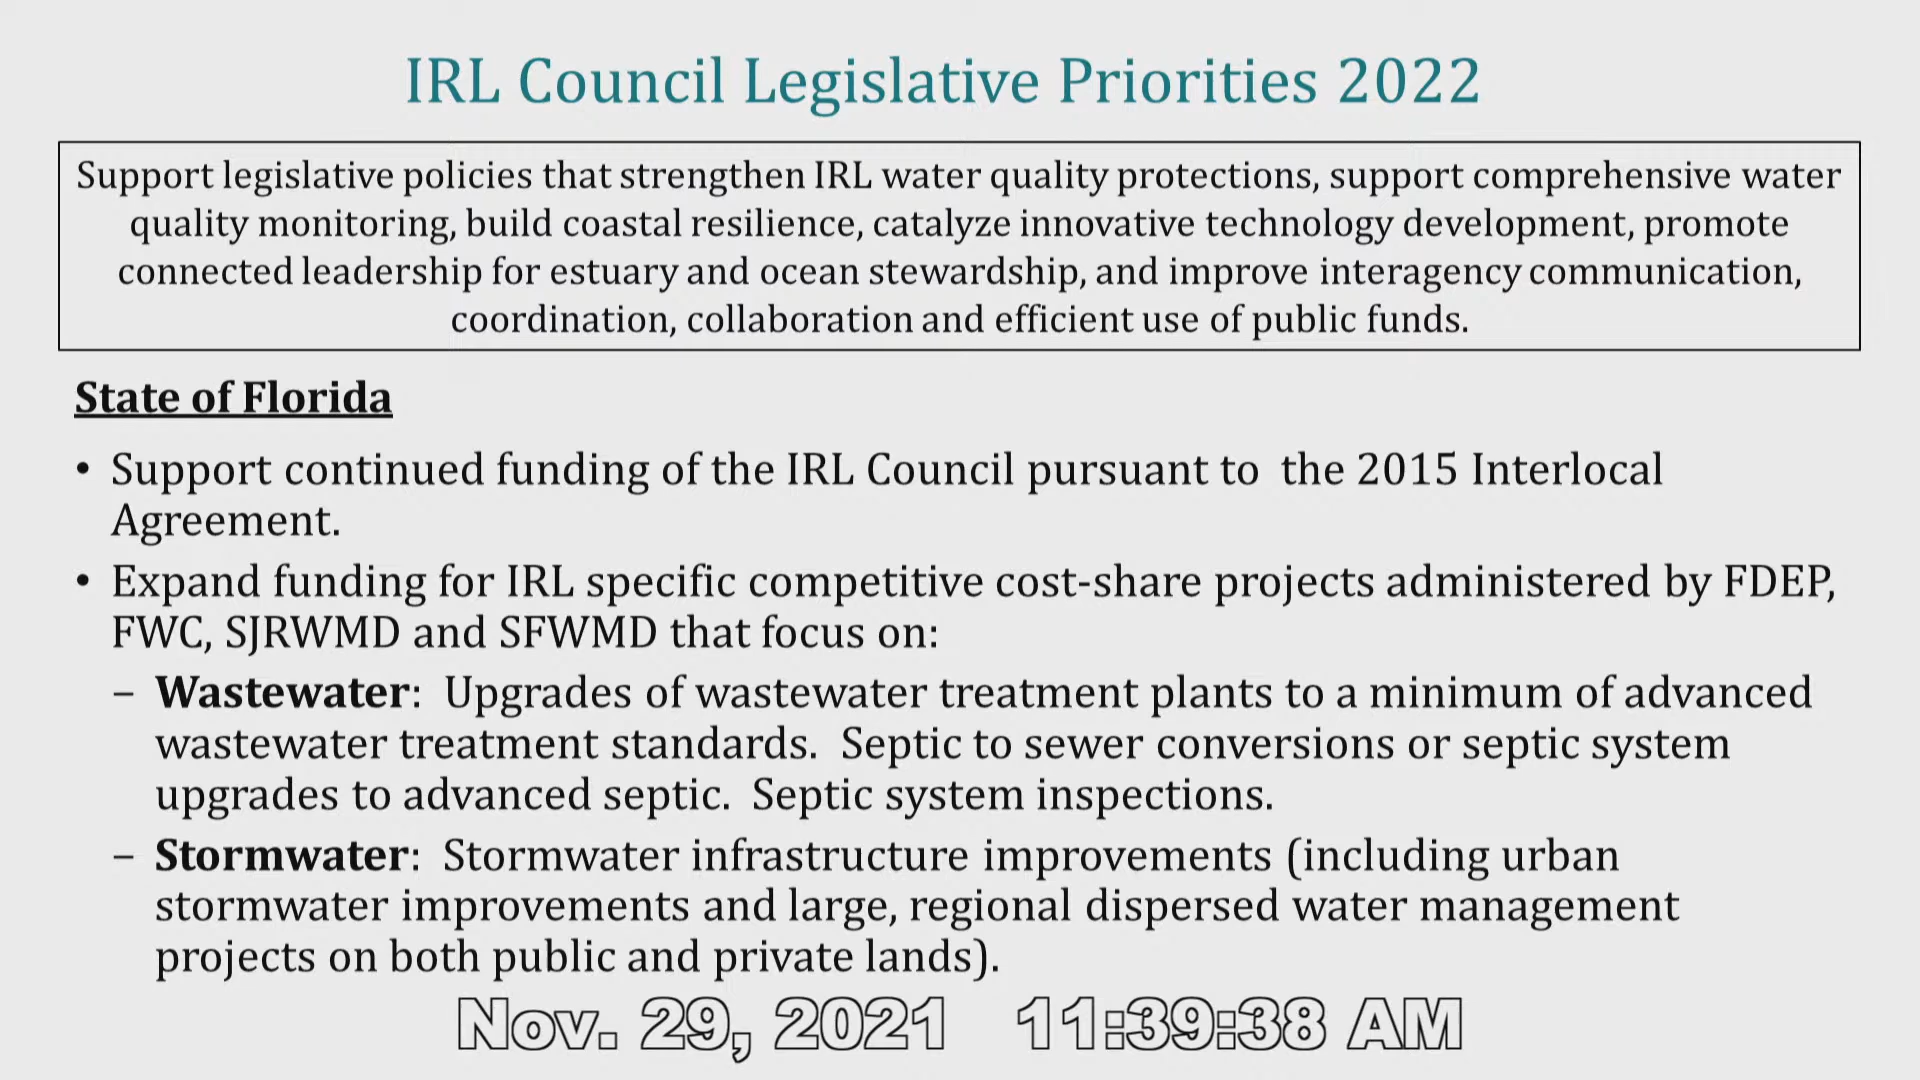 IRL Council Legislative Priorities 2022
Support legislative policies that strengthen IRL water quality protections, support comprehensive water
quality monitoring, build coastal resilience, catalyze innovative technology development, promote
connected leadership for estuary and ocean stewardship, and improve interagency communication,
coordination, collaboration and efficient use of public funds.
State of Florida
• Support continued funding of the IRL Council pursuant to  the 2015 Interlocal
Agreement.
• Expand funding for IRL specific competitive cost-share projects administered by FDEP,
FWC, SJRWMD and SFWMD that focus on:
– Wastewater:  Upgrades of wastewater treatment plants to a minimum of advanced
wastewater treatment standards.  Septic to sewer conversions or septic system
upgrades to advanced septic.  Septic system inspections.
– Stormwater:  Stormwater infrastructure improvements (including urban
stormwater improvements and large, regional dispersed water management
projects on both public and private lands).
Nov. 29, 2021   11:39:38 AM